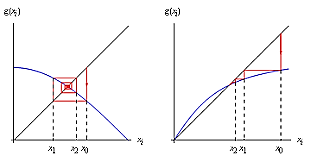 g(xᵢ) g(xᵢ)
x₁ x₂ x₀ xᵢ x₂ x₁ x₀ xᵢ